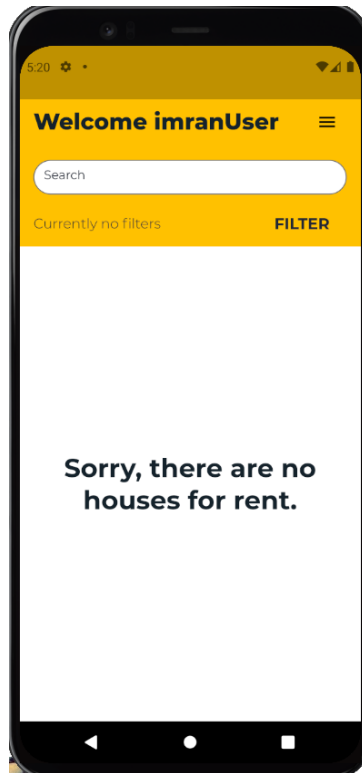 5:20
Welcome imranUser
Search
Currently no filters
FILTER
Sorry, there are no
houses for rent.